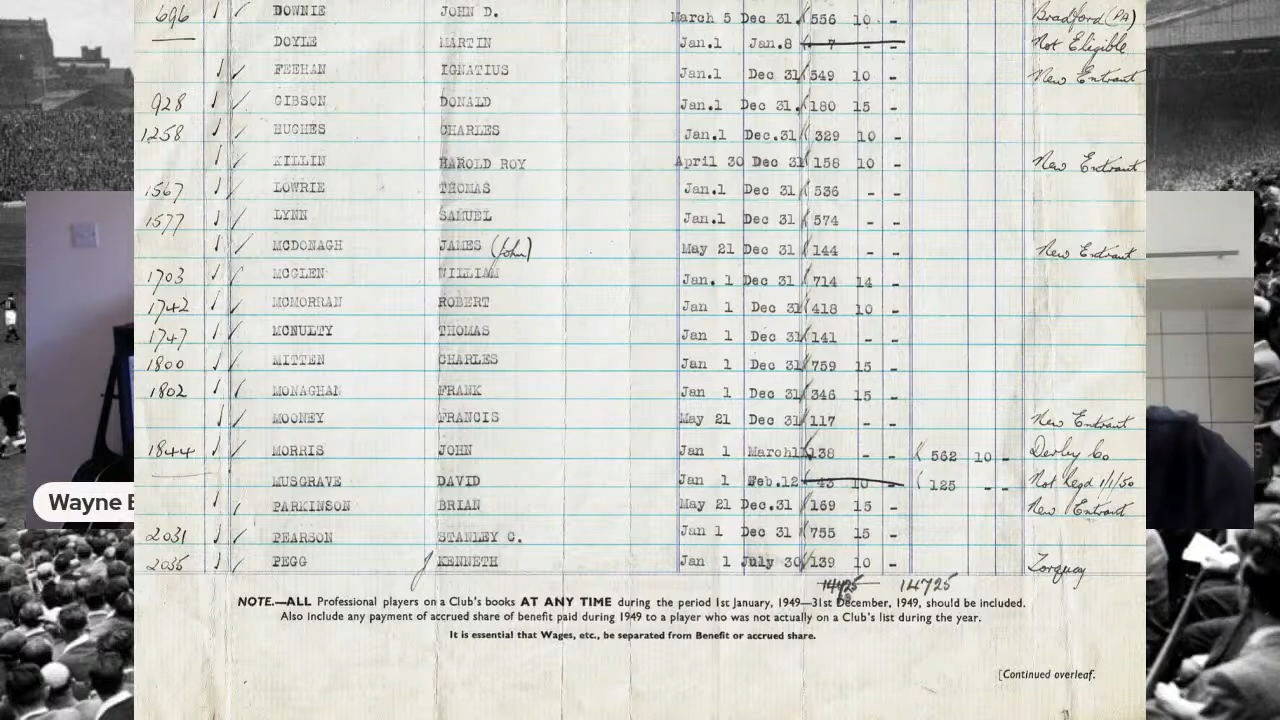 696 DOWNIE JOHN D. March 5 Dec 31 556 10 - Bradford (PA)
DOYLE MARTIN Jan.1 Jan.8 7 - - Not Eligible
FEEHAN IGNATIUS Jan.1 Dec 31 549 10 - New Entrant
928 GIBSON DONALD Jan.1 Dec 31. 180 15 -
1258 HUGHES CHARLES Jan.1 Dec.31 329 10 -
KILLIN HAROLD ROY April 30 Dec 31 158 10 - New Entrant
1567 LOWRIE THOMAS Jan.1 Dec 31 536 - -
1577 LYNN SAMUEL Jan.1 Dec 31 574 - -
MCDONAGH JAMES (John) May 21 Dec 31 144 - - New Entrant
1703 MCGLEN WILLIAM Jan. 1 Dec 31 714 14 -
1742 MCMORRAN ROBERT Jan 1 Dec 31 418 10 -
1747 MCNULTY THOMAS Jan 1 Dec 31 141 - -
1800 MITTEN CHARLES Jan 1 Dec 31 759 15 -
1802 MONAGHAN FRANK Jan 1 Dec 31 346 15 -
MOONEY FRANCIS May 21 Dec 31 117 - - New Entrant
1844 MORRIS JOHN Jan 1 March1 138 - - 562 10 - Derby Co
MUSGRAVE DAVID Jan 1 Feb.12 43 10 - 125 - - Not Regd 1/1/50
PARKINSON BRIAN May 21 Dec.31 169 15 - New Entrant
2031 PEARSON STANLEY C. Jan 1 Dec 31 755 15 -
2036 PEGG KENNETH Jan 1 July 30 139 10 - Torquay
14725
Wayne
NOTE.—ALL Professional players on a Club's books AT ANY TIME during the period 1st January, 1949—31st December, 1949, should be included.
Also include any payment of accrued share of benefit paid during 1949 to a player who was not actually on a Club's list during the year.
It is essential that Wages, etc., be separated from Benefit or accrued share.
[Continued overleaf.